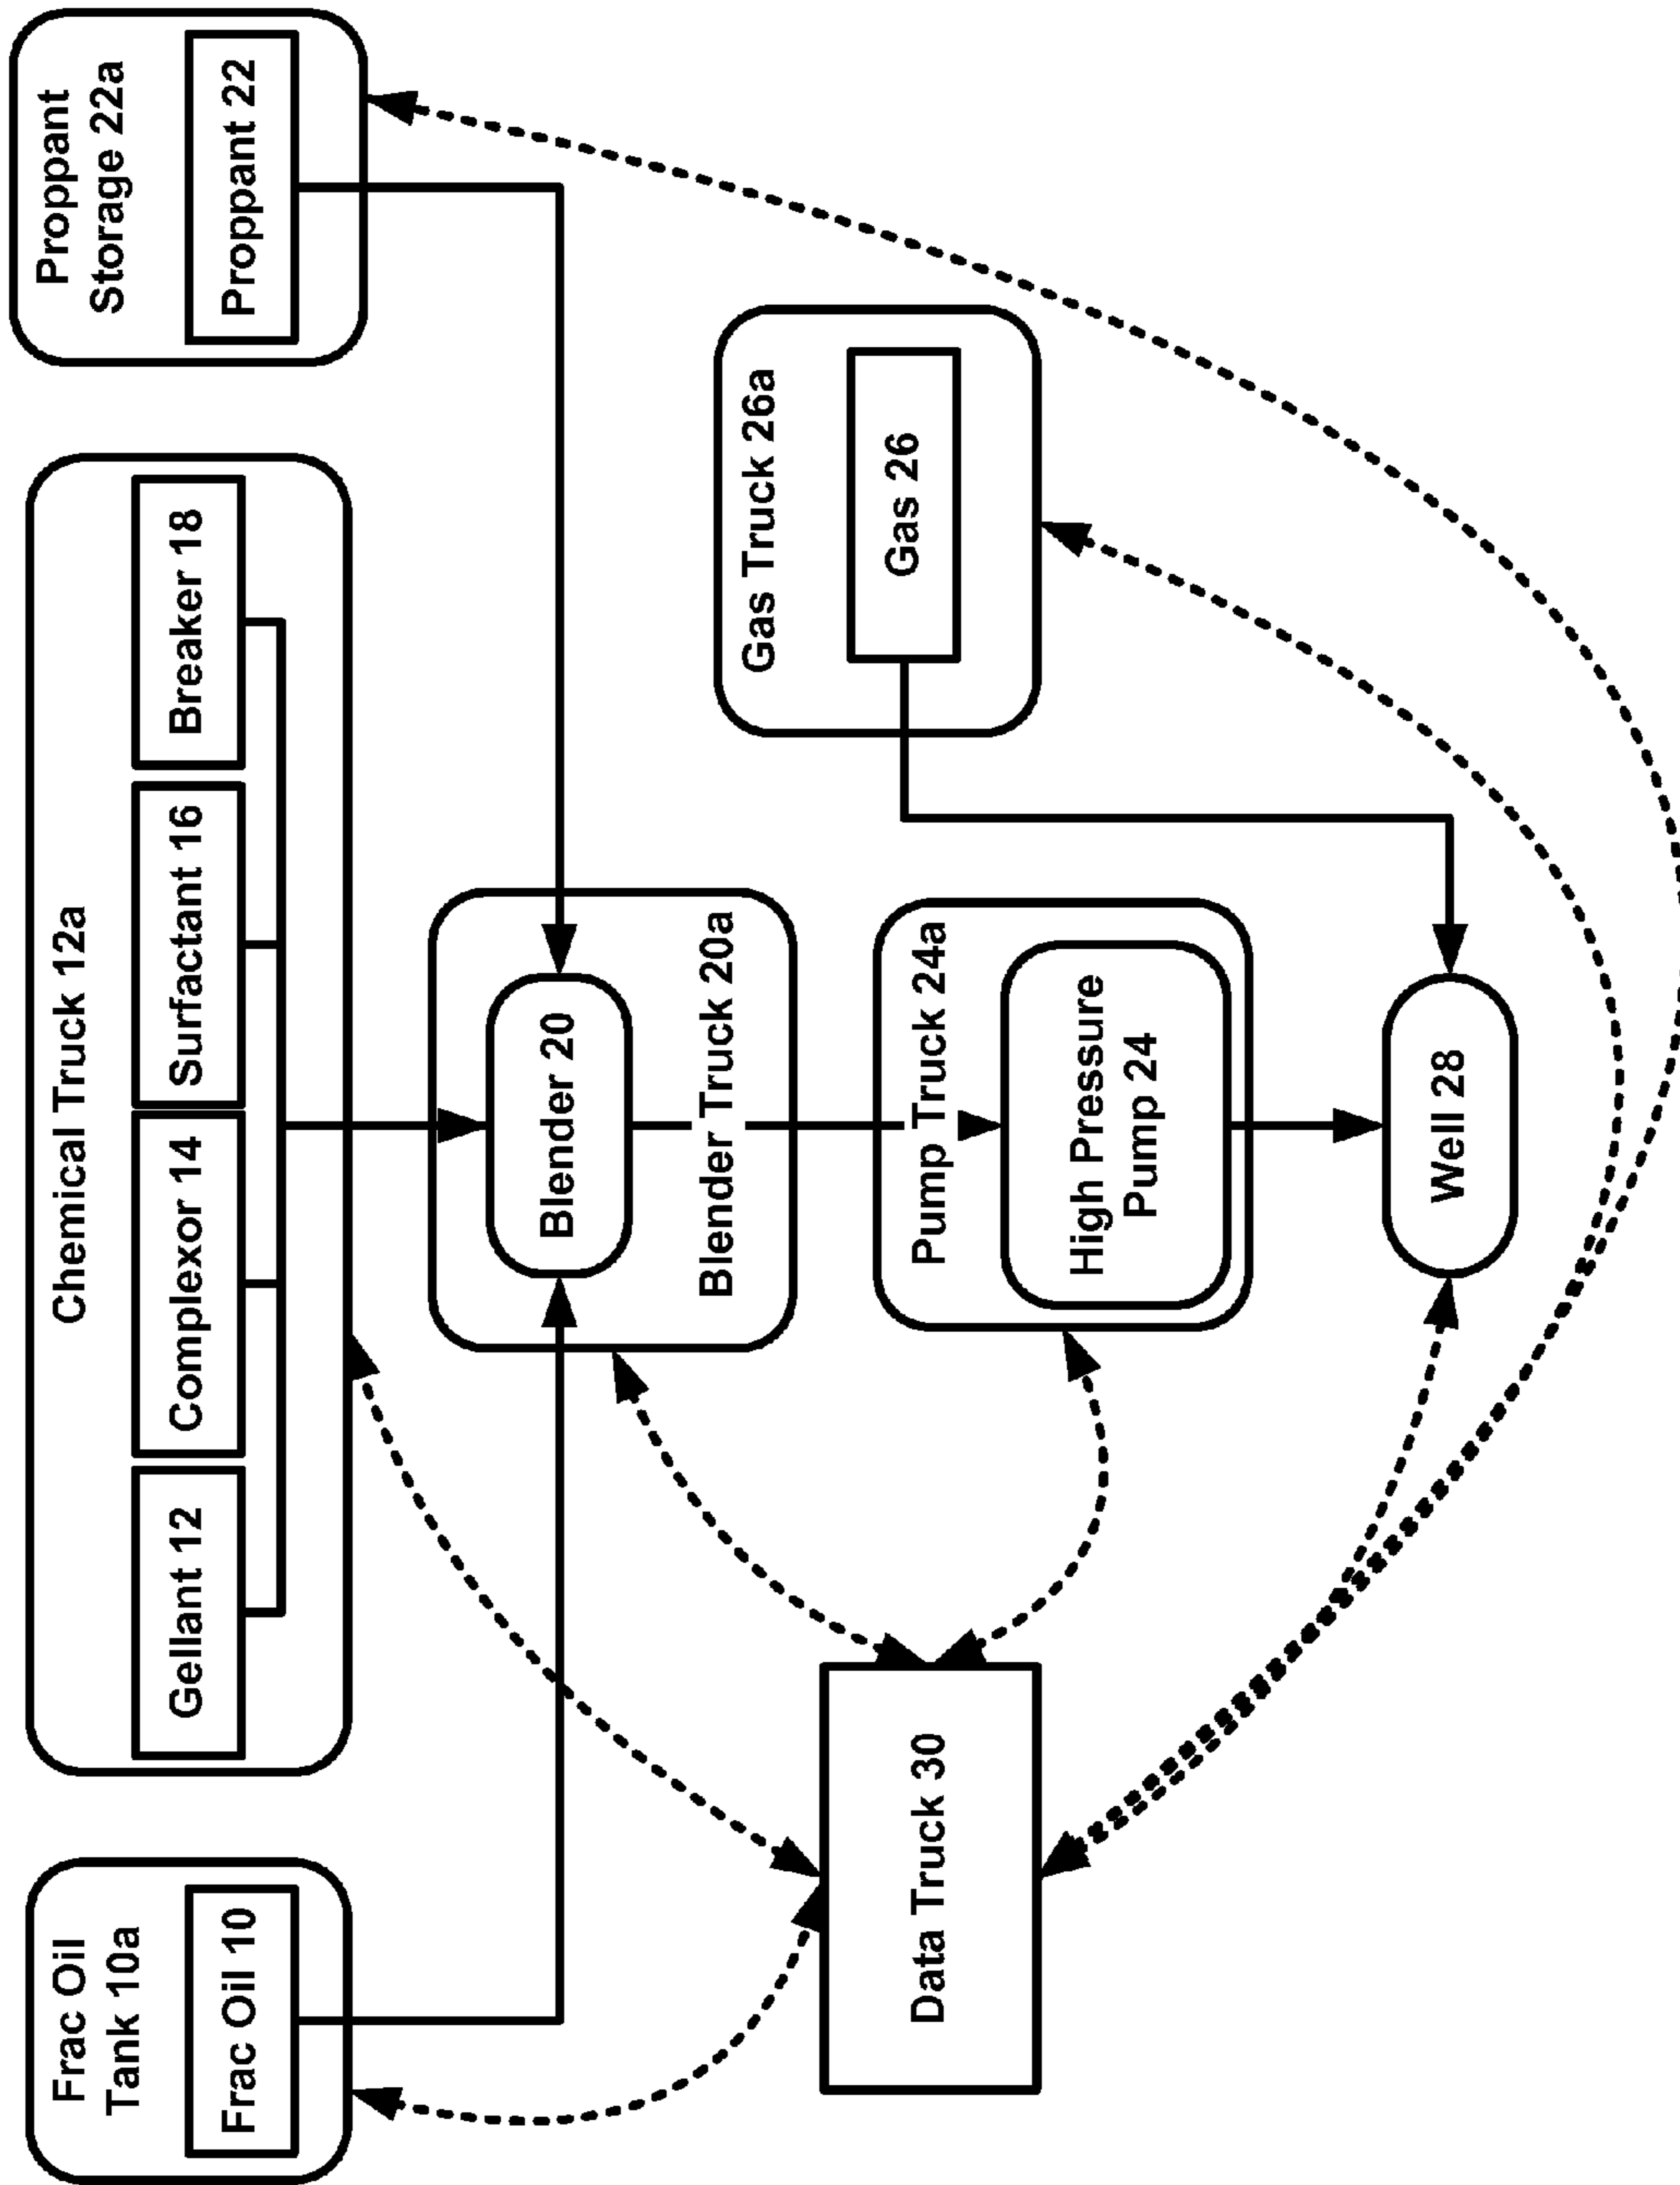 Frac Oil
Tank 10a
Frac Oil 10
Chemical Truck 12a
Gellant 12
Complexor 14
Surfactant 16
Breaker 18
Proppant
Storage 22a
Proppant 22
Blender 20
Blender Truck 20a
Gas Truck 26a
Gas 26
Data Truck 30
Pump Truck 24a
High Pressure
Pump 24
Well 28